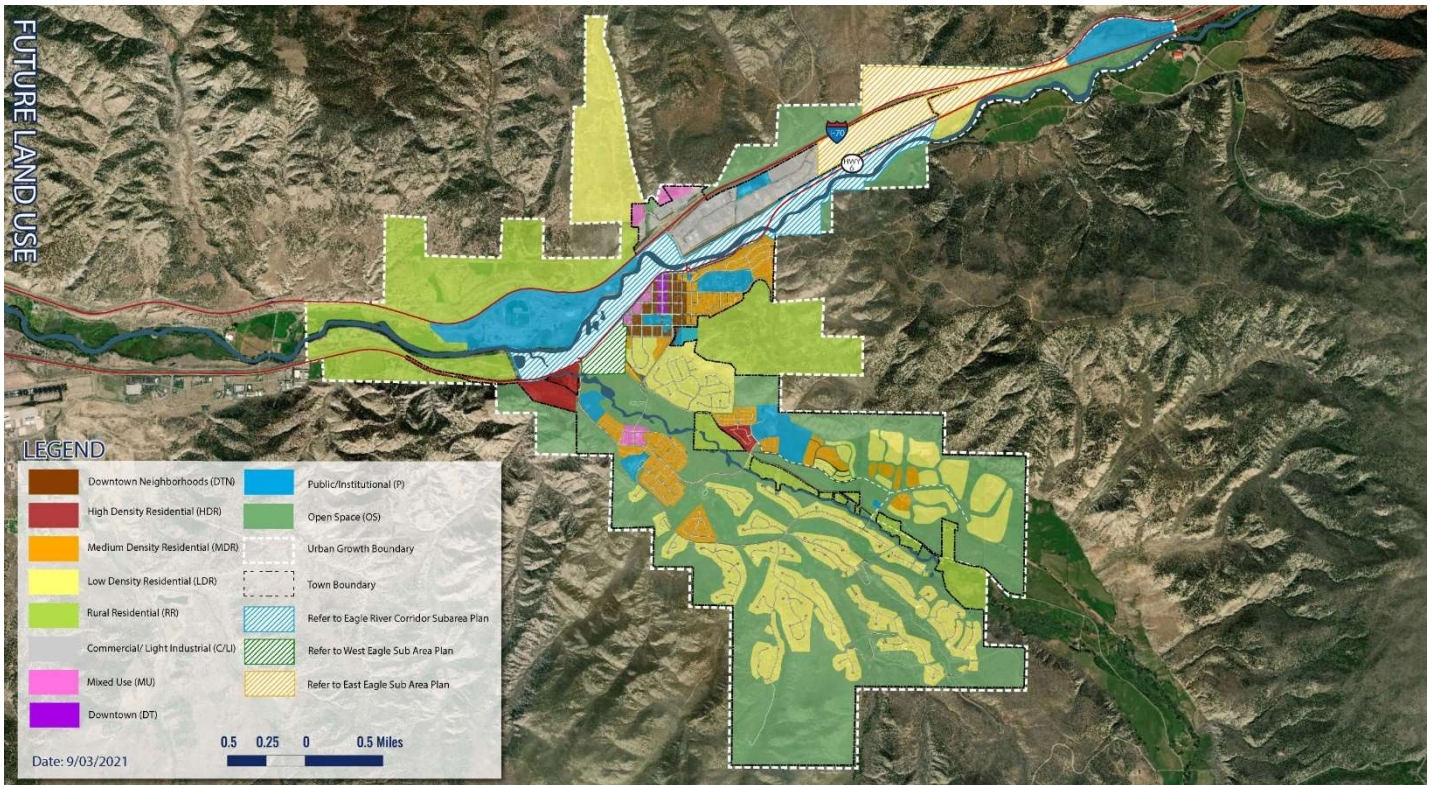 FUTURE LAND USE
I-70
HWY
6
LEGEND
Downtown Neighborhoods (DTN)
High Density Residential (HDR)
Medium Density Residential (MDR)
Low Density Residential (LDR)
Rural Residential (RR)
Commercial/ Light Industrial (C/LI)
Mixed Use (MU)
Downtown (DT)
Public/Institutional (P)
Open Space (OS)
Urban Growth Boundary
Town Boundary
Refer to Eagle River Corridor Subarea Plan
Refer to West Eagle Sub Area Plan
Refer to East Eagle Sub Area Plan
0.5 0.25 0 0.5 Miles
Date: 9/03/2021